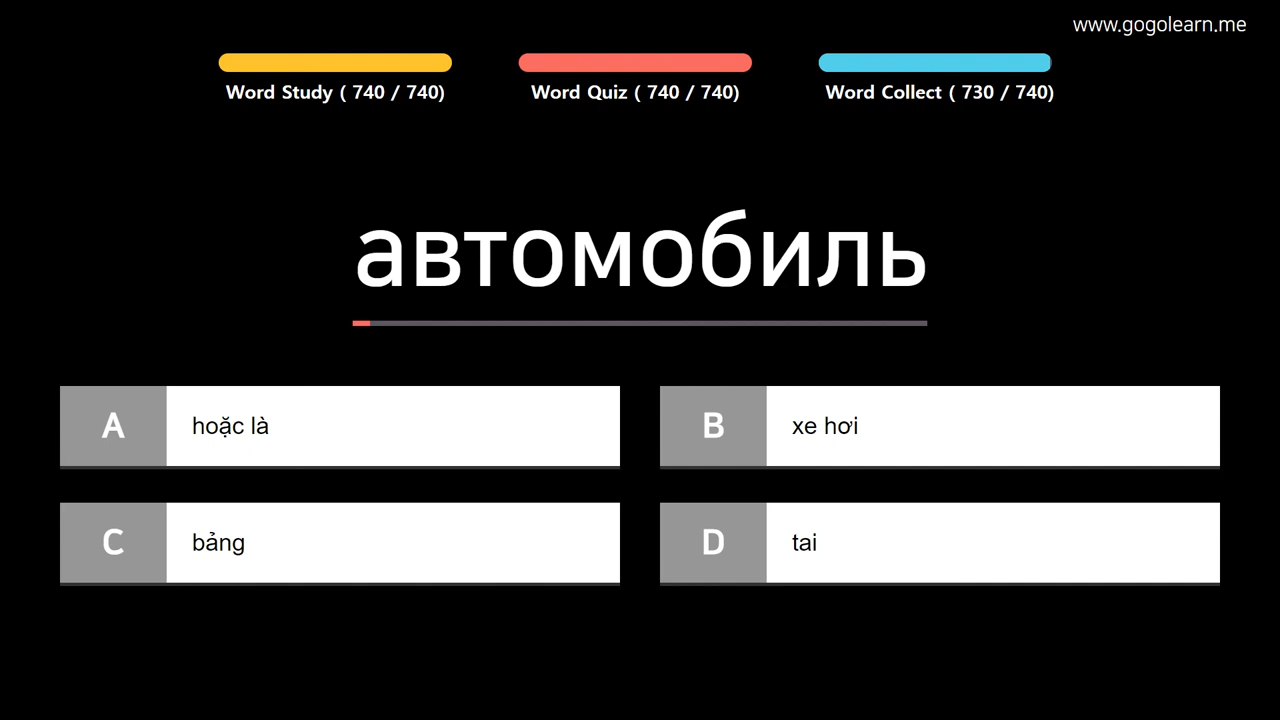 www.gogolearn.me
Word Study ( 740 / 740)
Word Quiz ( 740 / 740)
Word Collect ( 730 / 740)
автомобиль
A
hoặc là
B
xe hơi
C
bảng
D
tai